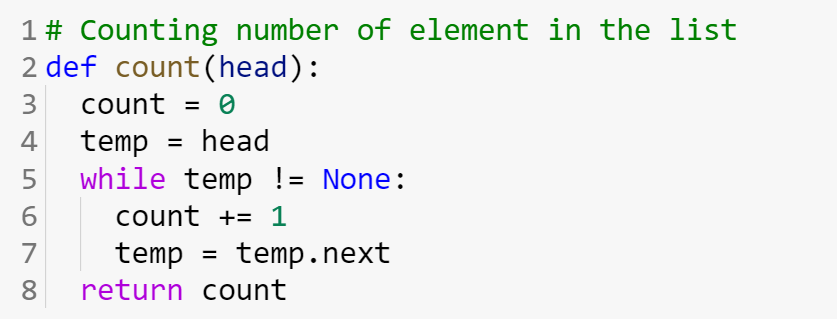 1 # Counting number of element in the list
2 def count(head):
3   count = 0
4   temp = head
5   while temp != None:
6     count += 1
7     temp = temp.next
8   return count